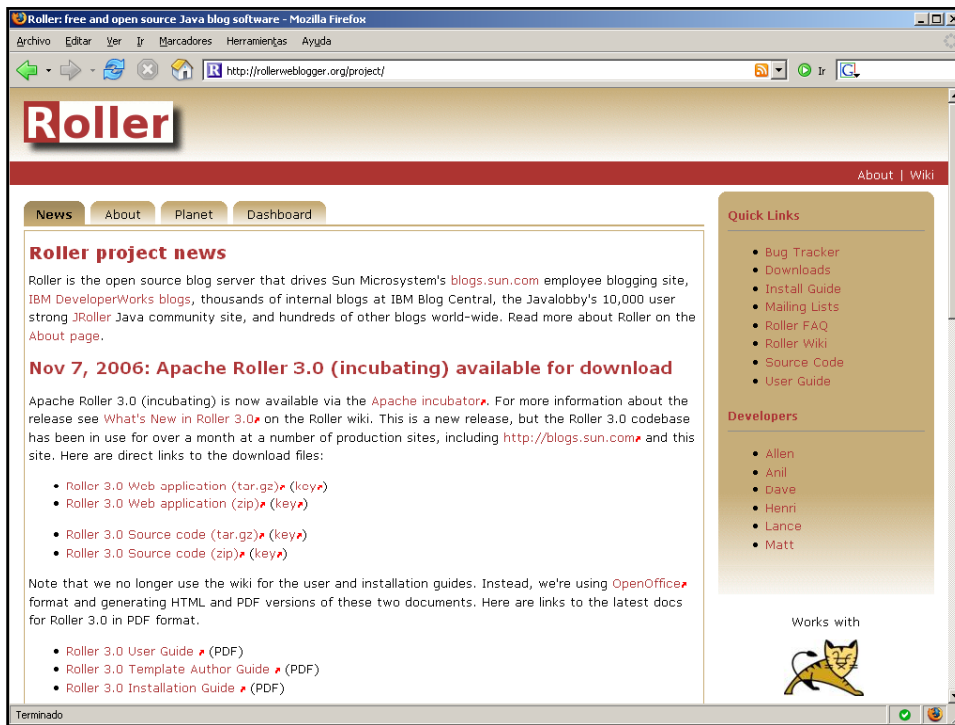 Roller: free and open source Java blog software - Mozilla Firefox
Archivo Editar Ver Ir Marcadores Herramientas Ayuda
http://rollerweblogger.org/project/ Ir
Roller
About | Wiki
News About Planet Dashboard
Roller project news
Roller is the open source blog server that drives Sun Microsystem's blogs.sun.com employee blogging site,
IBM DeveloperWorks blogs, thousands of internal blogs at IBM Blog Central, the Javalobby's 10,000 user
strong JRoller Java community site, and hundreds of other blogs world-wide. Read more about Roller on the
About page.
Nov 7, 2006: Apache Roller 3.0 (incubating) available for download
Apache Roller 3.0 (incubating) is now available via the Apache incubator. For more information about the
release see What's New in Roller 3.0 on the Roller wiki. This is a new release, but the Roller 3.0 codebase
has been in use for over a month at a number of production sites, including http://blogs.sun.com and this
site. Here are direct links to the download files:
• Roller 3.0 Web application (tar.gz) (key)
• Roller 3.0 Web application (zip) (key)
• Roller 3.0 Source code (tar.gz) (key)
• Roller 3.0 Source code (zip) (key)
Note that we no longer use the wiki for the user and installation guides. Instead, we're using OpenOffice
format and generating HTML and PDF versions of these two documents. Here are links to the latest docs
for Roller 3.0 in PDF format.
• Roller 3.0 User Guide (PDF)
• Roller 3.0 Template Author Guide (PDF)
• Roller 3.0 Installation Guide (PDF)
Quick Links
• Bug Tracker
• Downloads
• Install Guide
• Mailing Lists
• Roller FAQ
• Roller Wiki
• Source Code
• User Guide
Developers
• Allen
• Anil
• Dave
• Henri
• Lance
• Matt
Works with
Terminado